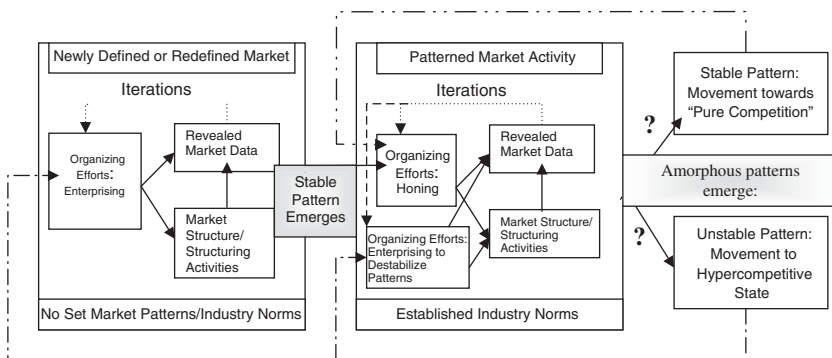 Newly Defined or Redefined Market
Iterations
Organizing
Efforts:
Enterprising
Revealed
Market Data
Market
Structure/
Structuring
Activities
No Set Market Patterns/Industry Norms
Stable
Pattern
Emerges
Patterned Market Activity
Iterations
Organizing
Efforts:
Honing
Revealed
Market Data
Market Structure/
Structuring
Activities
Organizing Efforts:
Enterprising to
Destabilize
Patterns
Established Industry Norms
?
Stable Pattern:
Movement towards
“Pure Competition”
Amorphous patterns
emerge:
?
Unstable Pattern:
Movement to
Hypercompetitive
State